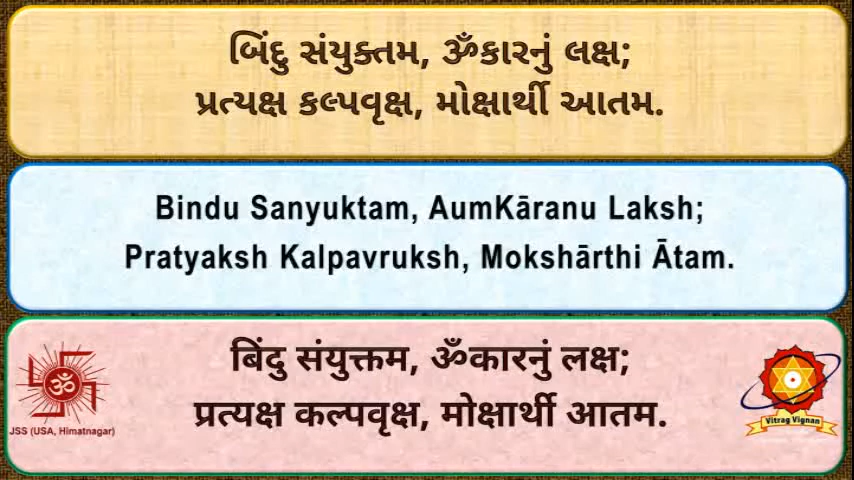 બિંદુ સંયુક્તમ, ૐકારનું લક્ષ;
પ્રત્યક્ષ કલ્પવૃક્ષ, મોક્ષાર્થી આતમ.
Bindu Sanyuktam, AumKāranu Laksh;
Pratyaksh Kalpavruksh, Mokshārthi Ātam.
बिंदु संयुक्तम, ॐकारनुं लक्ष;
प्रत्यक्ष कल्पवृक्ष, मोक्षार्थी आतम.
ॐ
JSS (USA, Himatnagar)
Vitrag Vignan